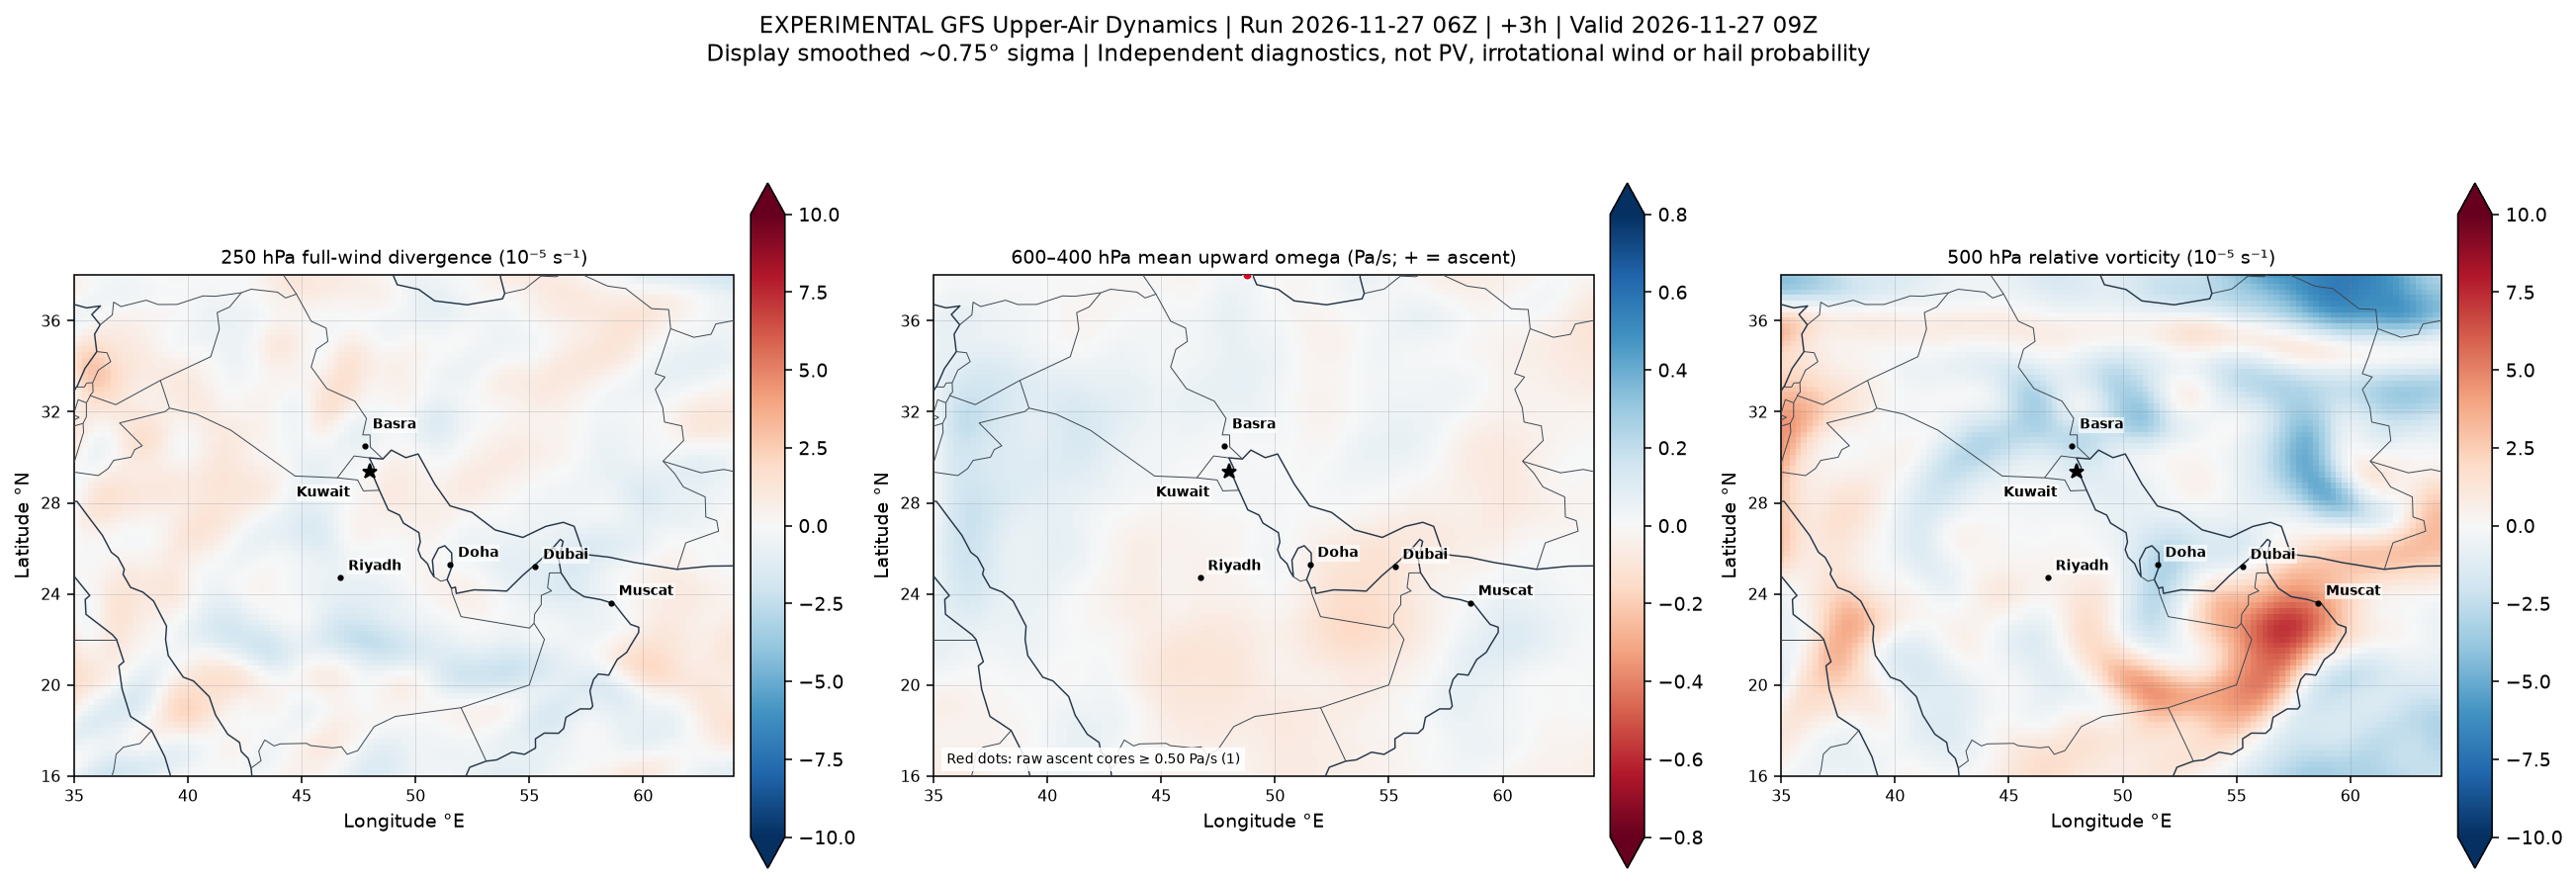 EXPERIMENTAL GFS Upper-Air Dynamics | Run 2026-11-27 06Z | +3h | Valid 2026-11-27 09Z
Display smoothed ~0.75° sigma | Independent diagnostics, not PV, irrotational wind or hail probability
250 hPa full-wind divergence (10⁻⁵ s⁻¹)
Latitude °N
36
32
28
24
20
16
Basra
Kuwait
Riyadh
Doha
Dubai
Muscat
35
40
45
50
55
60
Longitude °E
10.0
7.5
5.0
2.5
0.0
−2.5
−5.0
−7.5
−10.0
600–400 hPa mean upward omega (Pa/s; + = ascent)
Latitude °N
36
32
28
24
20
16
Basra
Kuwait
Riyadh
Doha
Dubai
Muscat
Red dots: raw ascent cores ≥ 0.50 Pa/s (1)
35
40
45
50
55
60
Longitude °E
0.8
0.6
0.4
0.2
0.0
−0.2
−0.4
−0.6
−0.8
500 hPa relative vorticity (10⁻⁵ s⁻¹)
Latitude °N
36
32
28
24
20
16
Basra
Kuwait
Riyadh
Doha
Dubai
Muscat
35
40
45
50
55
60
Longitude °E
10.0
7.5
5.0
2.5
0.0
−2.5
−5.0
−7.5
−10.0